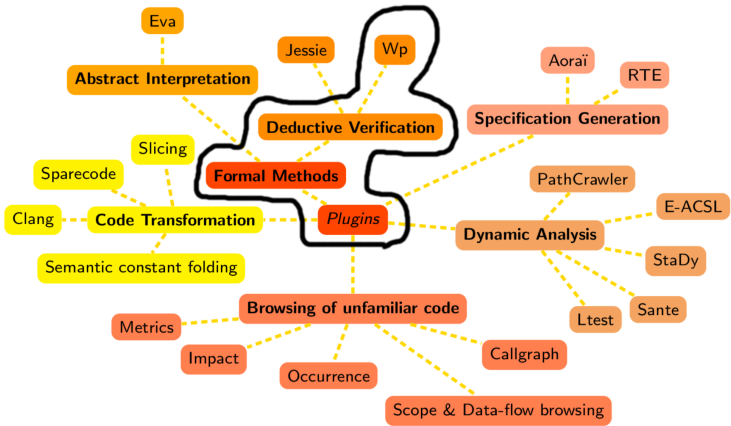 Eva
Abstract Interpretation
Jessie
Wp
Deductive Verification
Formal Methods
Aoraï
RTE
Specification Generation
Slicing
Sparecode
Clang
Code Transformation
Semantic constant folding
Plugins
PathCrawler
E-ACSL
Dynamic Analysis
StaDy
Sante
Ltest
Browsing of unfamiliar code
Metrics
Impact
Occurrence
Callgraph
Scope & Data-flow browsing